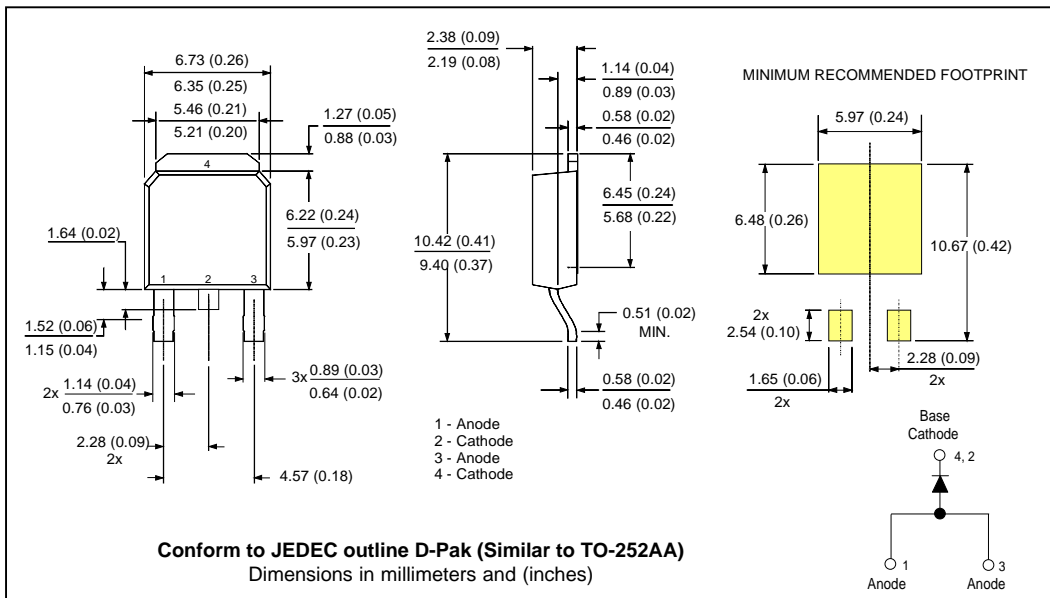 6.73 (0.26)
6.35 (0.25)
5.46 (0.21)
5.21 (0.20)
1.27 (0.05)
0.88 (0.03)
4
6.22 (0.24)
5.97 (0.23)
1.64 (0.02)
1
2
3
1.52 (0.06)
1.15 (0.04)
2x 1.14 (0.04)
0.76 (0.03)
3x 0.89 (0.03)
0.64 (0.02)
2.28 (0.09)
2x
4.57 (0.18)
2.38 (0.09)
2.19 (0.08)
1.14 (0.04)
0.89 (0.03)
0.58 (0.02)
0.46 (0.02)
6.45 (0.24)
5.68 (0.22)
10.42 (0.41)
9.40 (0.37)
0.51 (0.02)
MIN.
0.58 (0.02)
0.46 (0.02)
1 - Anode
2 - Cathode
3 - Anode
4 - Cathode
MINIMUM RECOMMENDED FOOTPRINT
5.97 (0.24)
6.48 (0.26)
10.67 (0.42)
2x
2.54 (0.10)
2.28 (0.09)
2x
1.65 (0.06)
2x
Base
Cathode
4, 2
1
Anode
3
Anode
Conform to JEDEC outline D-Pak (Similar to TO-252AA)
Dimensions in millimeters and (inches)